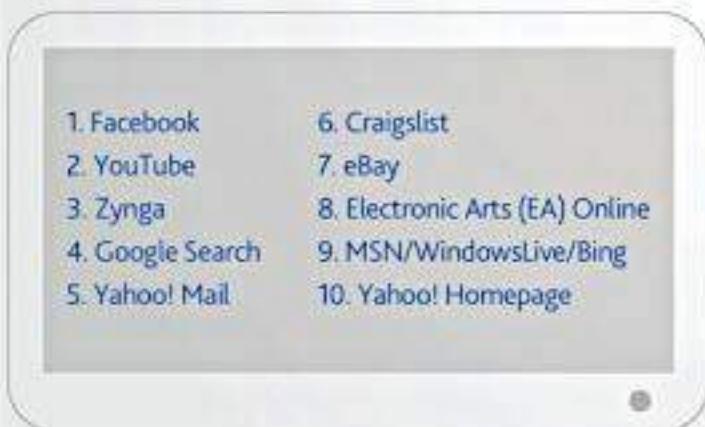 1. Facebook
2. YouTube
3. Zynga
4. Google Search
5. Yahoo! Mail
6. Craigslist
7. eBay
8. Electronic Arts (EA) Online
9. MSN/WindowsLive/Bing
10. Yahoo! Homepage